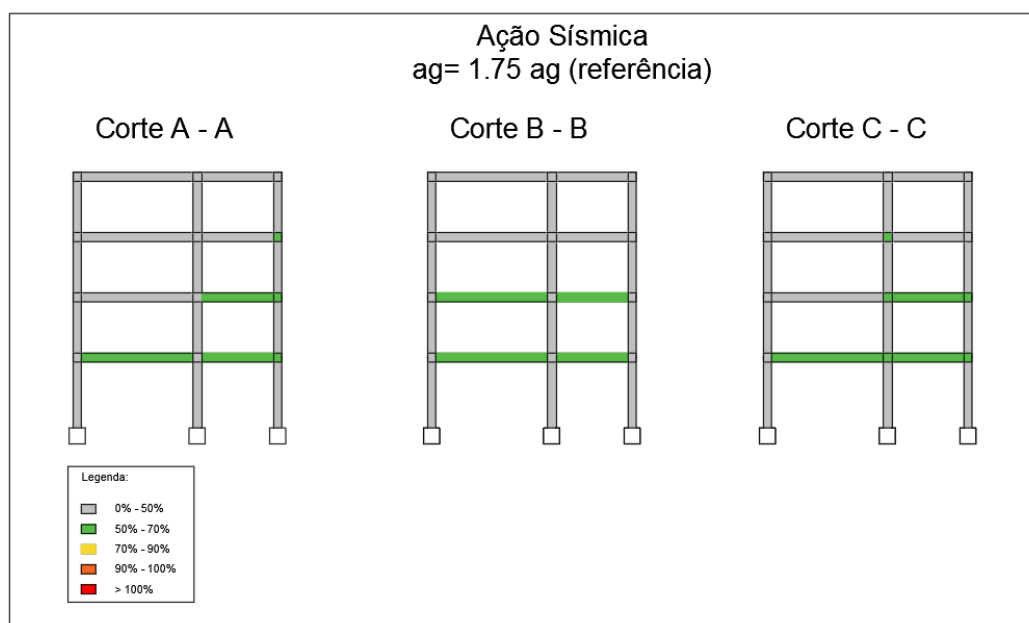 Ação Sísmica
ag= 1.75 ag (referência)
Corte A - A
Corte B - B
Corte C - C
Legenda:
0% - 50%
50% - 70%
70% - 90%
90% - 100%
> 100%